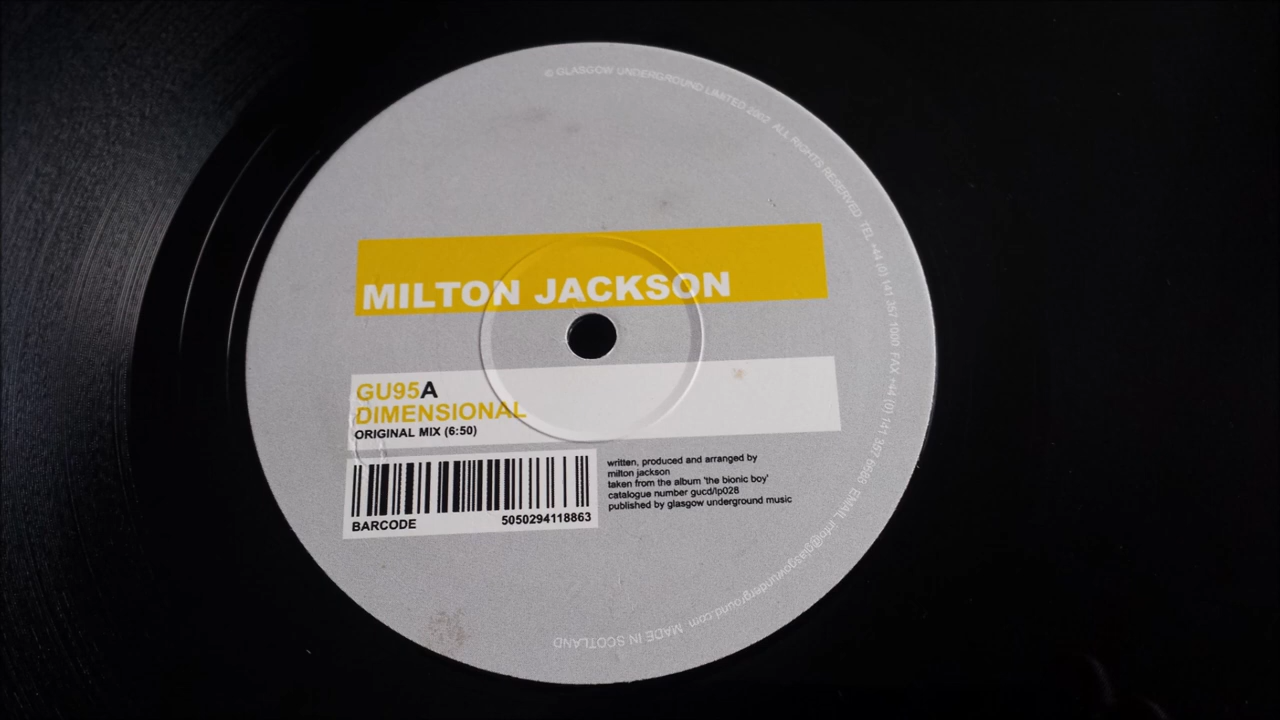 © GLASGOW UNDERGROUND LIMITED 2002 ALL RIGHTS RESERVED TEL +44 (0) 141 357 1000 FAX +44 (0) 141 357 6686 EMAIL info@glasgowunderground.com MADE IN SCOTLAND
MILTON JACKSON
GU95A
DIMENSIONAL
ORIGINAL MIX (6:50)
BARCODE 5050294118863
written, produced and arranged by
milton jackson
taken from the album 'the bionic boy'
catalogue number gucd/lp028
published by glasgow underground music